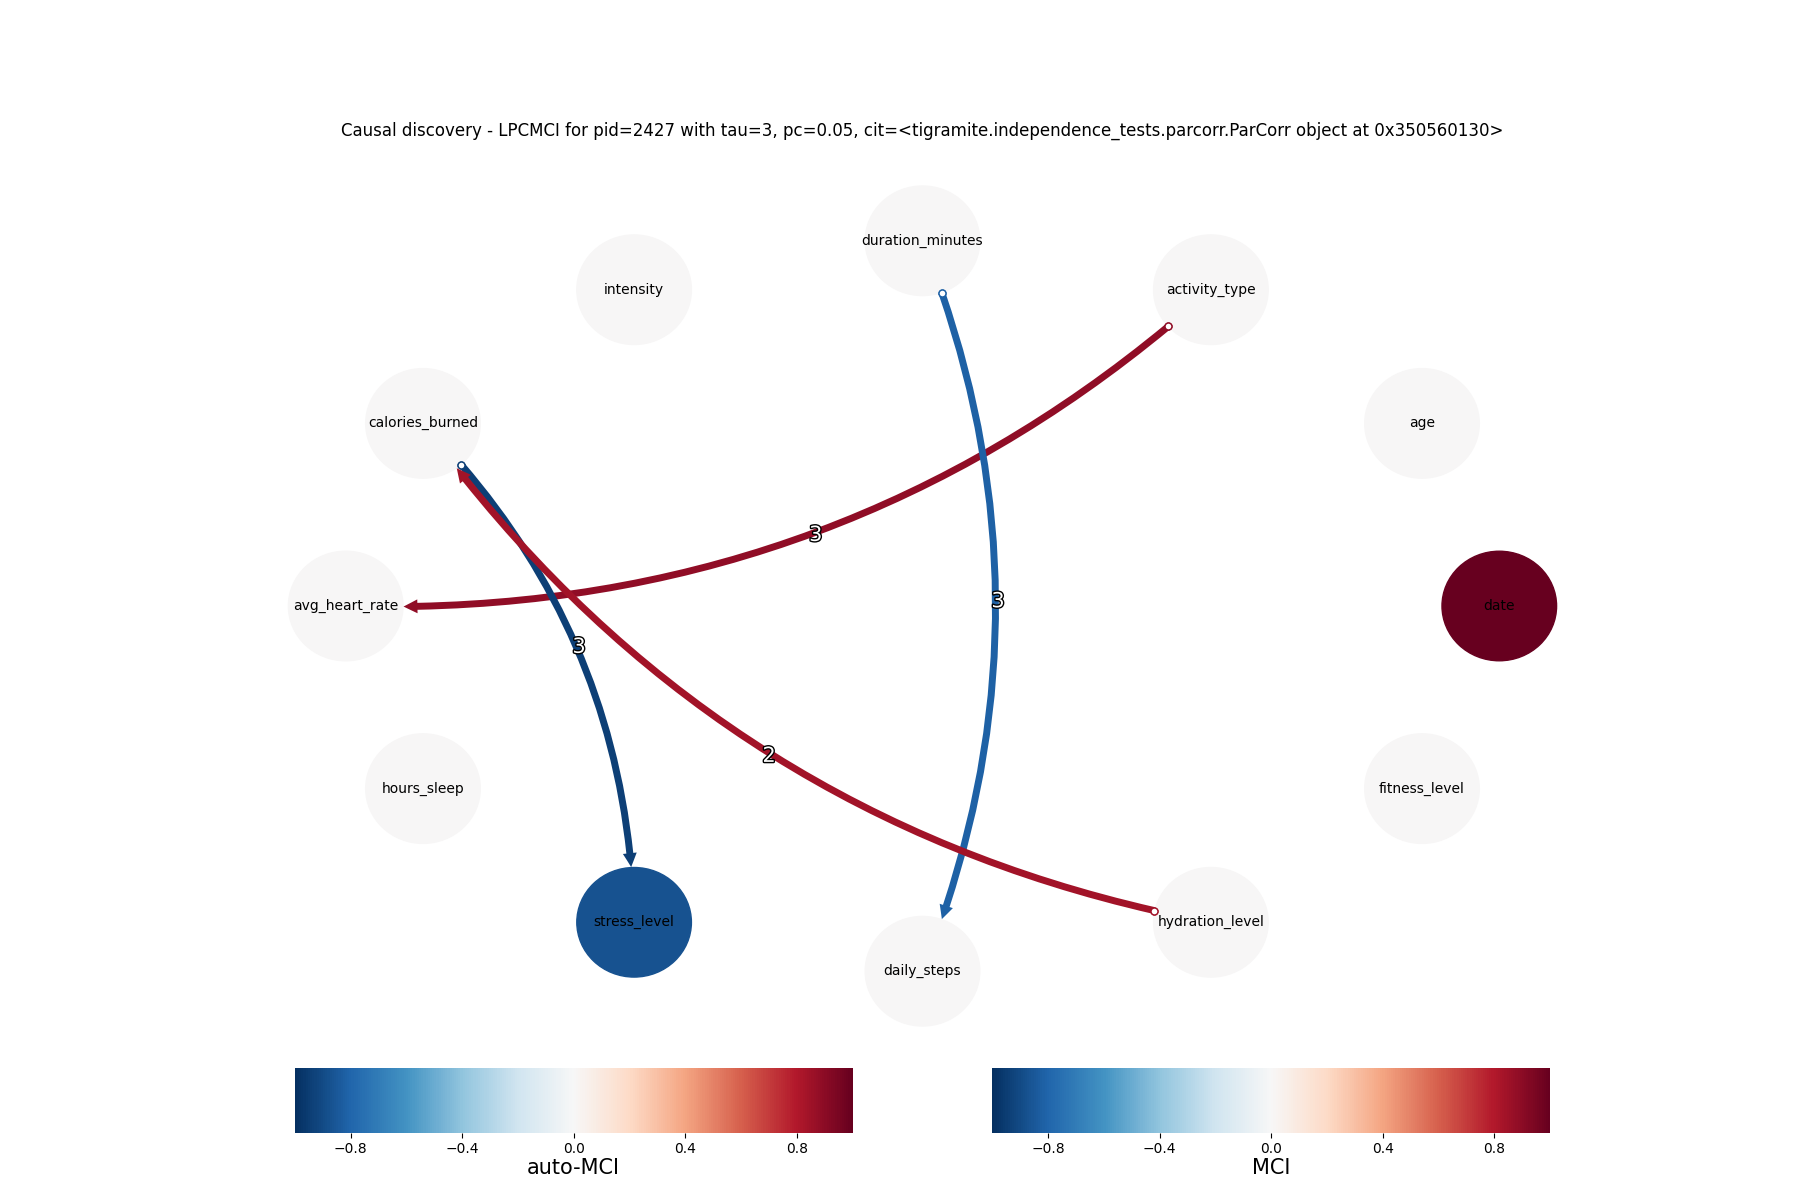 Causal discovery - LPCMCI for pid=2427 with tau=3, pc=0.05, cit=<tigramite.independence_tests.parcorr.ParCorr object at 0x350560130>
duration_minutes
intensity
activity_type
calories_burned
age
3
avg_heart_rate
3
date
3
2
hours_sleep
fitness_level
stress_level
hydration_level
daily_steps
−0.8 −0.4 0.0 0.4 0.8
auto-MCI
−0.8 −0.4 0.0 0.4 0.8
MCI